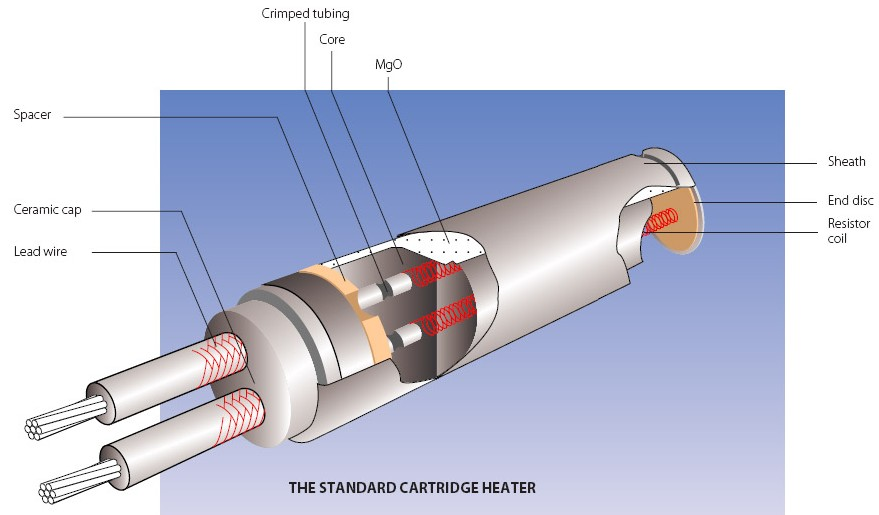 Crimped tubing
Core
MgO
Spacer
Sheath
End disc
Ceramic cap
Resistor
coil
Lead wire
THE STANDARD CARTRIDGE HEATER